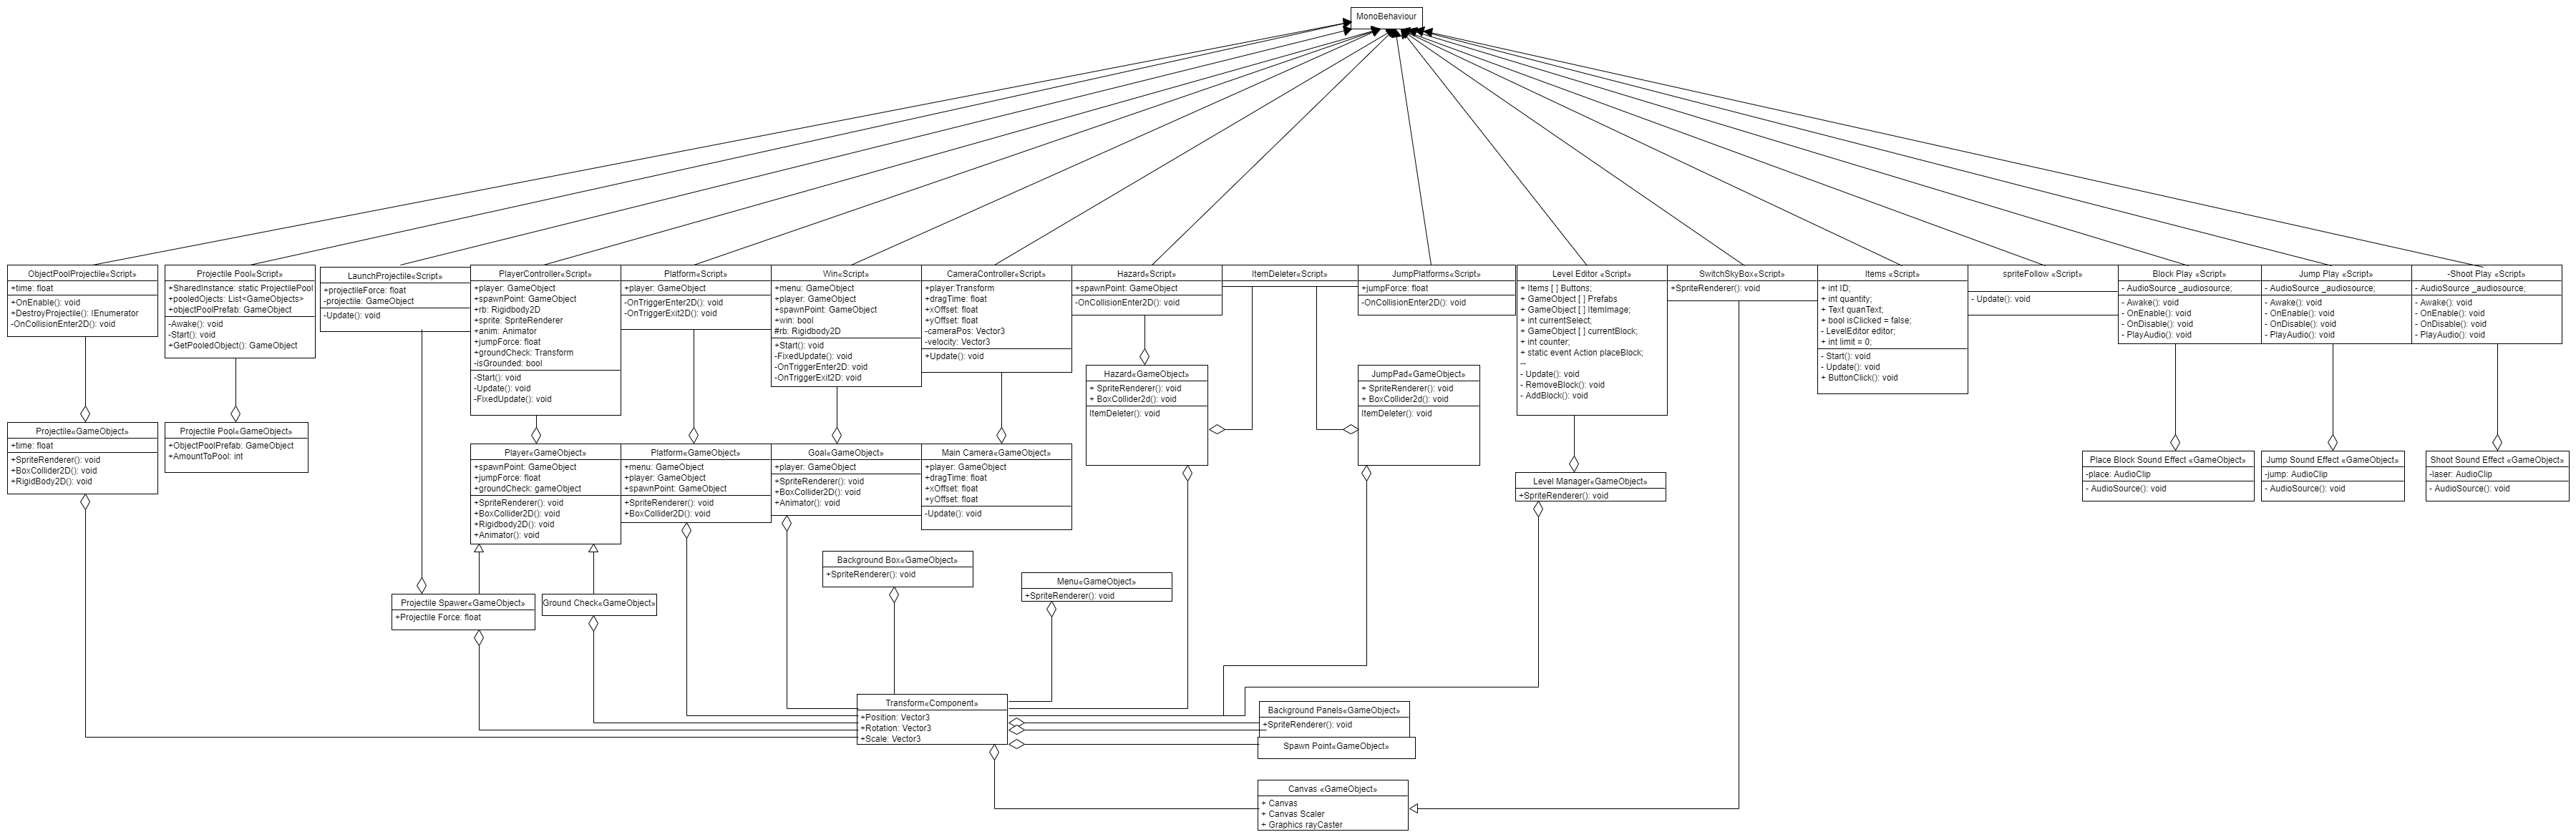 MonoBehaviour
ObjectPoolProjectile«Script»
+time: float
+OnEnable(): void
+DestroyProjectile(): IEnumerator
-OnCollisionEnter2D(): void
Projectile Pool«Script»
+SharedInstance: static ProjectilePool
+pooledOjects: List<GameObjects>
+objectPoolPrefab: GameObject
-Awake(): void
-Start(): void
+GetPooledObject(): GameObject
LaunchProjectile«Script»
+projectileForce: float
-projectile: GameObject
-Update(): void
PlayerController«Script»
+player: GameObject
+spawnPoint: GameObject
+rb: Rigidbody2D
+sprite: SpriteRenderer
+anim: Animator
+jumpForce: float
+groundCheck: Transform
-isGrounded: bool
-Start(): void
-Update(): void
-FixedUpdate(): void
Platform«Script»
+player: GameObject
-OnTriggerEnter2D(): void
-OnTriggerExit2D(): void
Win«Script»
+menu: GameObject
+player: GameObject
+spawnPoint: GameObject
+win: bool
#rb: Rigidbody2D
+Start(): void
-FixedUpdate(): void
-OnTriggerEnter2D: void
-OnTriggerExit2D: void
CameraController«Script»
+player:Transform
+dragTime: float
+xOffset: float
+yOffset: float
-cameraPos: Vector3
-velocity: Vector3
+Update(): void
Hazard«Script»
+spawnPoint: GameObject
-OnCollisionEnter2D(): void
ItemDeleter«Script»
JumpPlatforms«Script»
+jumpForce: float
-OnCollisionEnter2D(): void
Level Editor «Script»
+ Items [ ] Buttons;
+ GameObject [ ] Prefabs
+ GameObject [ ] ItemImage;
+ int currentSelect;
+ GameObject [ ] currentBlock;
+ int counter;
+ static event Action placeBlock;
--
- Update(): void
- RemoveBlock(): void
- AddBlock(): void
SwitchSkyBox«Script»
+SpriteRenderer(): void
Items «Script»
+ int ID;
+ int quantity;
+ Text quanText;
+ bool isClicked = false;
- LevelEditor editor;
+ int limit = 0;
- Start(): void
- Update(): void
+ ButtonClick(): void
spriteFollow «Script»
- Update(): void
Block Play «Script»
- AudioSource _audiosource;
- Awake(): void
- OnEnable(): void
- OnDisable(): void
- PlayAudio(): void
Jump Play «Script»
- AudioSource _audiosource;
- Awake(): void
- OnEnable(): void
- OnDisable(): void
- PlayAudio(): void
-Shoot Play «Script»
- AudioSource _audiosource;
- Awake(): void
- OnEnable(): void
- OnDisable(): void
- PlayAudio(): void
Hazard«GameObject»
+ SpriteRenderer(): void
+ BoxCollider2d(): void
ItemDeleter(): void
JumpPad«GameObject»
+ SpriteRenderer(): void
+ BoxCollider2d(): void
ItemDeleter(): void
Projectile«GameObject»
+time: float
+SpriteRenderer(): void
+BoxCollider2D(): void
+RigidBody2D(): void
Projectile Pool«GameObject»
+ObjectPoolPrefab: GameObject
+AmountToPool: int
Player«GameObject»
+spawnPoint: GameObject
+jumpForce: float
+groundCheck: gameObject
+SpriteRenderer(): void
+BoxCollider2D(): void
+Rigidbody2D(): void
+Animator(): void
Platform«GameObject»
+menu: GameObject
+player: GameObject
+spawnPoint: GameObject
+SpriteRenderer(): void
+BoxCollider2D(): void
Goal«GameObject»
+player: GameObject
+SpriteRenderer(): void
+BoxCollider2D(): void
+Animator(): void
Main Camera«GameObject»
+player: GameObject
+dragTime: float
+xOffset: float
+yOffset: float
-Update(): void
Level Manager«GameObject»
+SpriteRenderer(): void
Place Block Sound Effect «GameObject»
-place: AudioClip
- AudioSource(): void
Jump Sound Effect «GameObject»
-jump: AudioClip
- AudioSource(): void
Shoot Sound Effect «GameObject»
-laser: AudioClip
- AudioSource(): void
Background Box«GameObject»
+SpriteRenderer(): void
Menu«GameObject»
+SpriteRenderer(): void
Projectile Spawer«GameObject»
+Projectile Force: float
Ground Check«GameObject»
Transform«Component»
+Position: Vector3
+Rotation: Vector3
+Scale: Vector3
Background Panels«GameObject»
+SpriteRenderer(): void
Spawn Point«GameObject»
Canvas «GameObject»
+ Canvas
+ Canvas Scaler
+ Graphics rayCaster